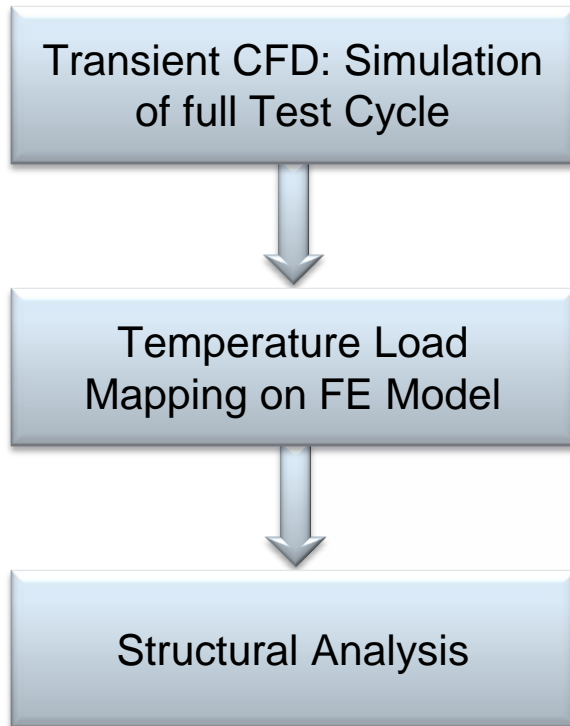 Transient CFD: Simulation
of full Test Cycle
Temperature Load
Mapping on FE Model
Structural Analysis